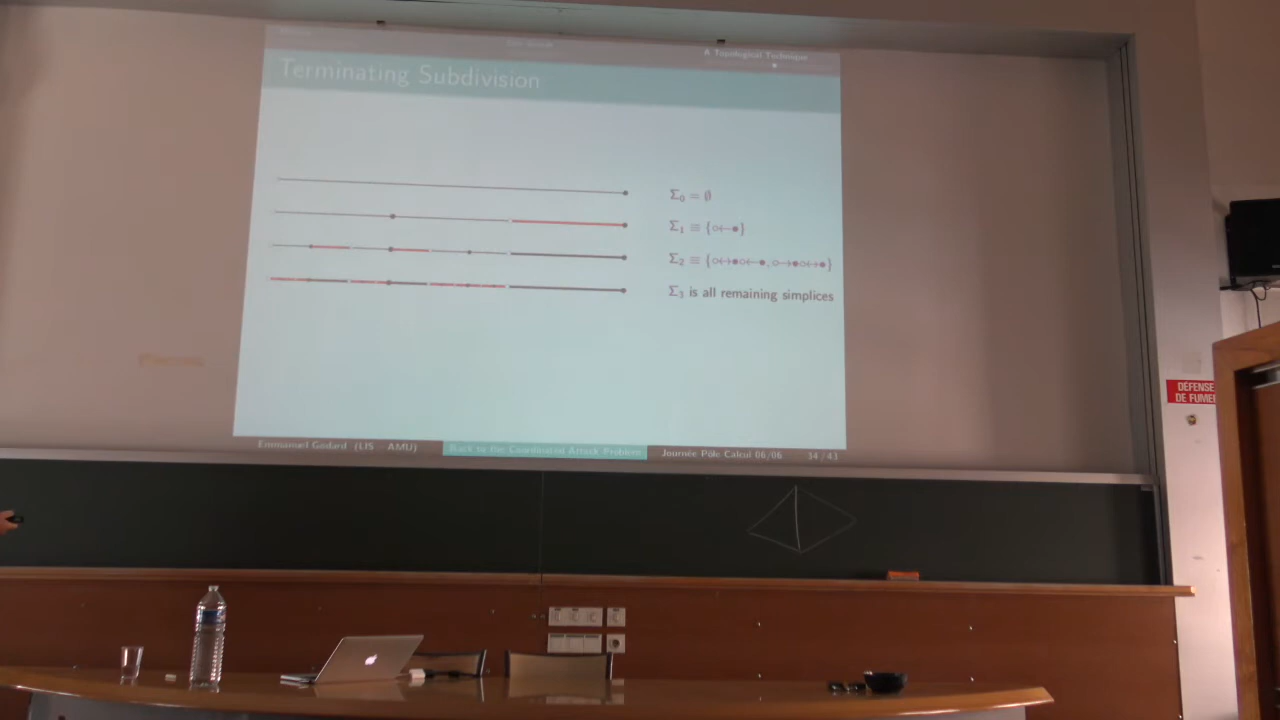 A Topological Technique
Terminating Subdivision
Σ₀ = ∅
Σ₁ ≡ {○←●}
Σ₂ ≡ {○↔●○←●, ○→●○↔●}
Σ₃ is all remaining simplices
Emmanuel Godard (LIS AMU)
Back to the Coordinated Attack Problem
Journée Pôle Calcul 06/06
34 / 43
DÉFENSE
DE FUMER